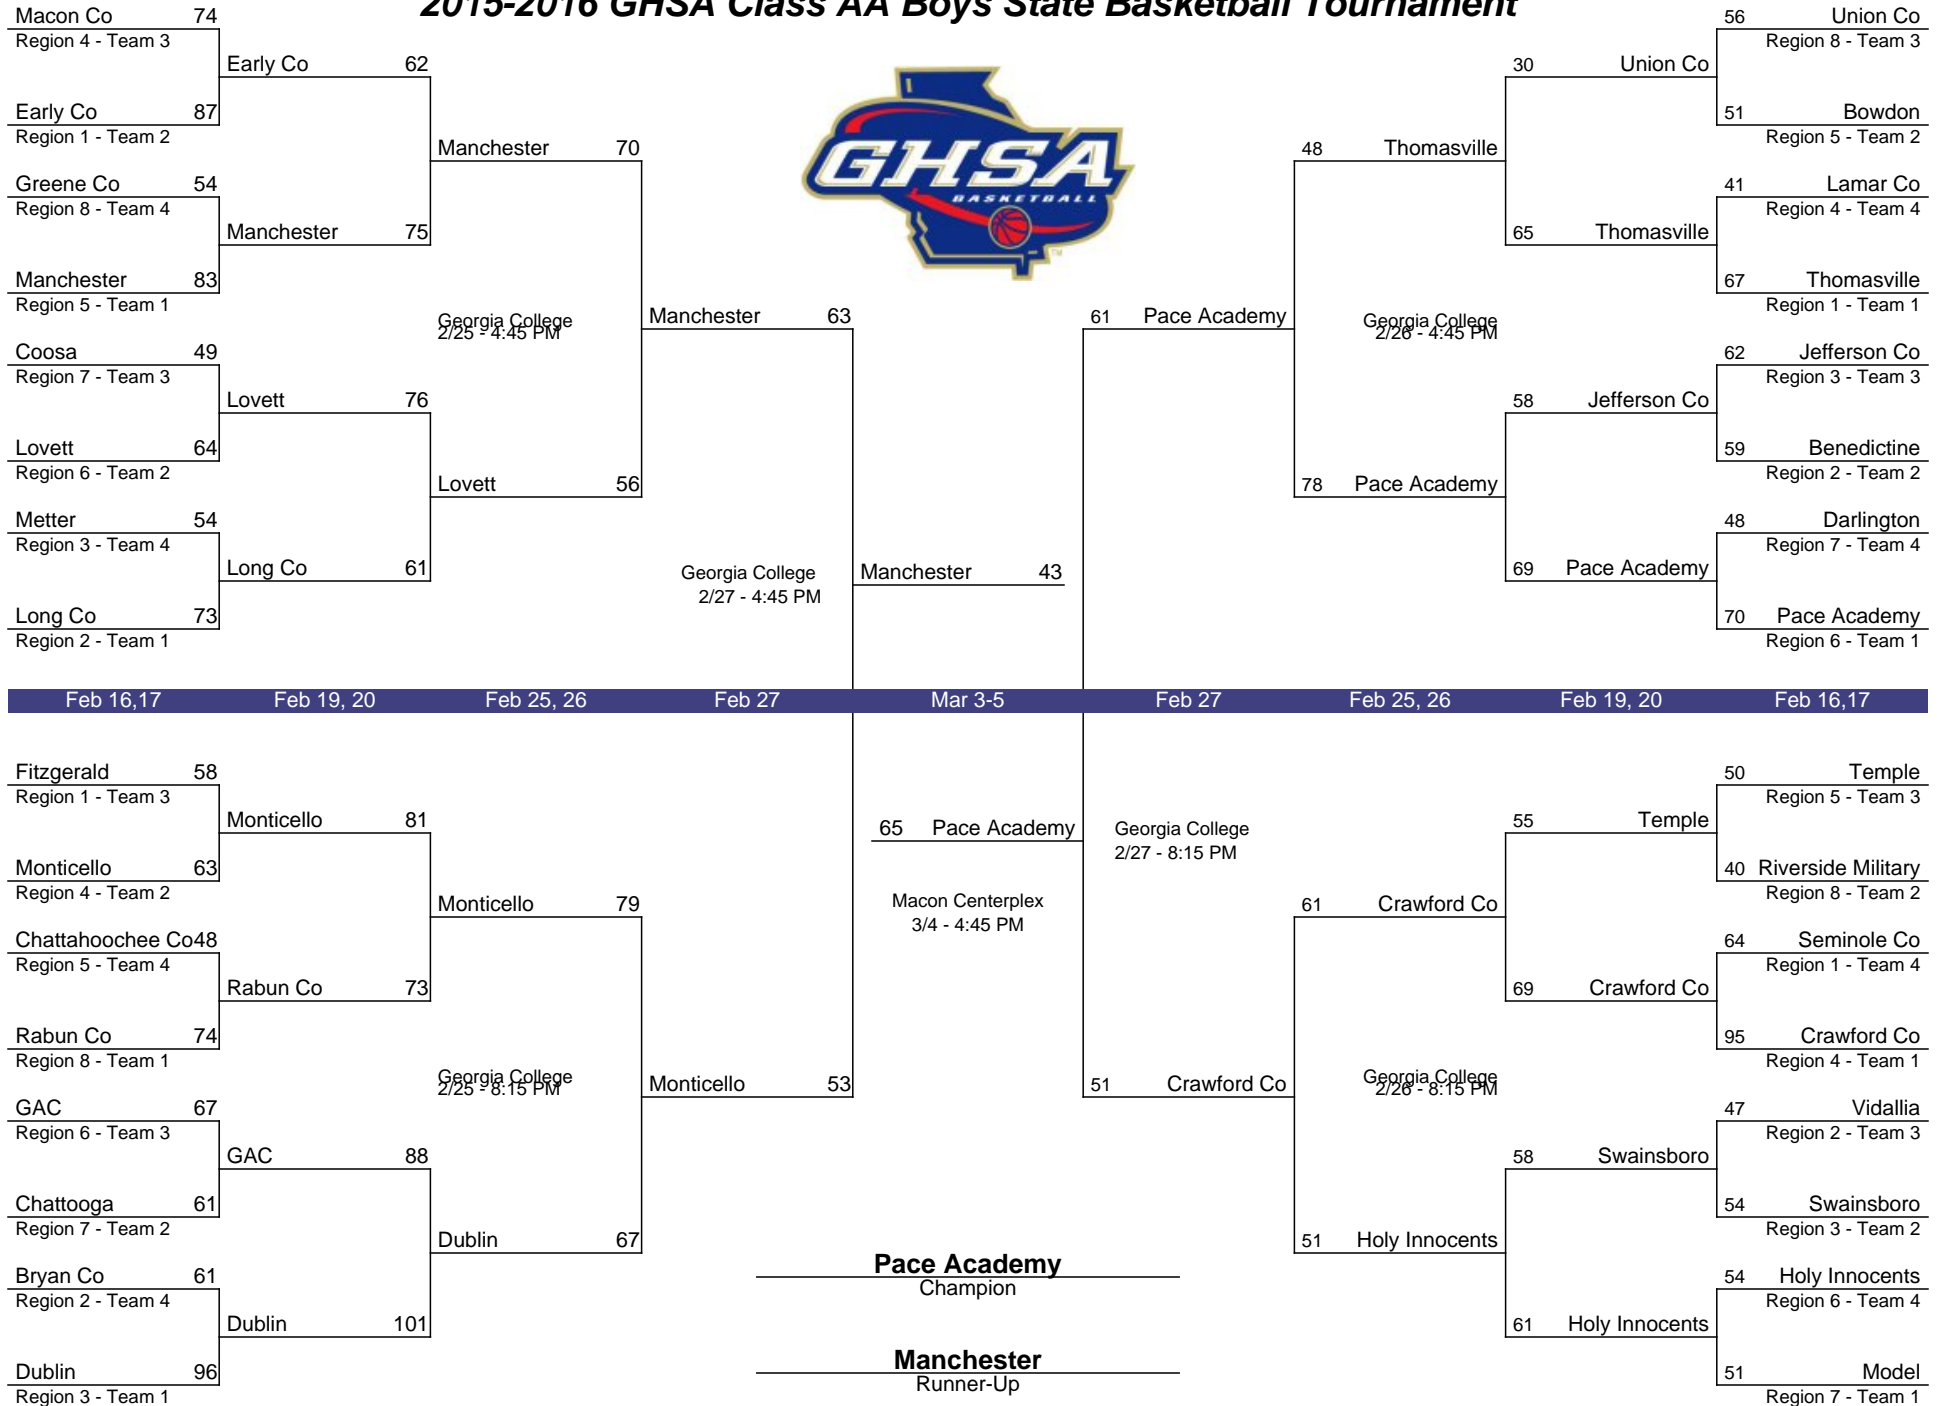 2015-2016 GHSA Class AA Boys State Basketball Tournament
GHSA
BASKETBALL
TM
Macon Co 74
Region 4 - Team 3
Early Co 87
Region 1 - Team 2
Greene Co 54
Region 8 - Team 4
Manchester 83
Region 5 - Team 1
Coosa 49
Region 7 - Team 3
Lovett 64
Region 6 - Team 2
Metter 54
Region 3 - Team 4
Long Co 73
Region 2 - Team 1
Early Co 62
Manchester 75
Lovett 76
Long Co 61
Manchester 70
Georgia College
2/25 - 4:45 PM
Lovett 56
Manchester 63
Georgia College
2/27 - 4:45 PM
Manchester 43
61 Pace Academy
48 Thomasville
Georgia College
2/26 - 4:45 PM
78 Pace Academy
30 Union Co
65 Thomasville
58 Jefferson Co
69 Pace Academy
56 Union Co
Region 8 - Team 3
51 Bowdon
Region 5 - Team 2
41 Lamar Co
Region 4 - Team 4
67 Thomasville
Region 1 - Team 1
62 Jefferson Co
Region 3 - Team 3
59 Benedictine
Region 2 - Team 2
48 Darlington
Region 7 - Team 4
70 Pace Academy
Region 6 - Team 1
Feb 16,17 Feb 19, 20 Feb 25, 26 Feb 27 Mar 3-5 Feb 27 Feb 25, 26 Feb 19, 20 Feb 16,17
Fitzgerald 58
Region 1 - Team 3
Monticello 63
Region 4 - Team 2
Chattahoochee Co48
Region 5 - Team 4
Rabun Co 74
Region 8 - Team 1
GAC 67
Region 6 - Team 3
Chattooga 61
Region 7 - Team 2
Bryan Co 61
Region 2 - Team 4
Dublin 96
Region 3 - Team 1
Monticello 81
Rabun Co 73
GAC 88
Dublin 101
Monticello 79
Georgia College
2/25 - 8:15 PM
Dublin 67
Monticello 53
65 Pace Academy
Macon Centerplex
3/4 - 4:45 PM
Georgia College
2/27 - 8:15 PM
51 Crawford Co
61 Crawford Co
Georgia College
2/26 - 8:15 PM
51 Holy Innocents
55 Temple
69 Crawford Co
58 Swainsboro
61 Holy Innocents
50 Temple
Region 5 - Team 3
40 Riverside Military
Region 8 - Team 2
64 Seminole Co
Region 1 - Team 4
95 Crawford Co
Region 4 - Team 1
47 Vidallia
Region 2 - Team 3
54 Swainsboro
Region 3 - Team 2
54 Holy Innocents
Region 6 - Team 4
51 Model
Region 7 - Team 1
Pace Academy
Champion
Manchester
Runner-Up